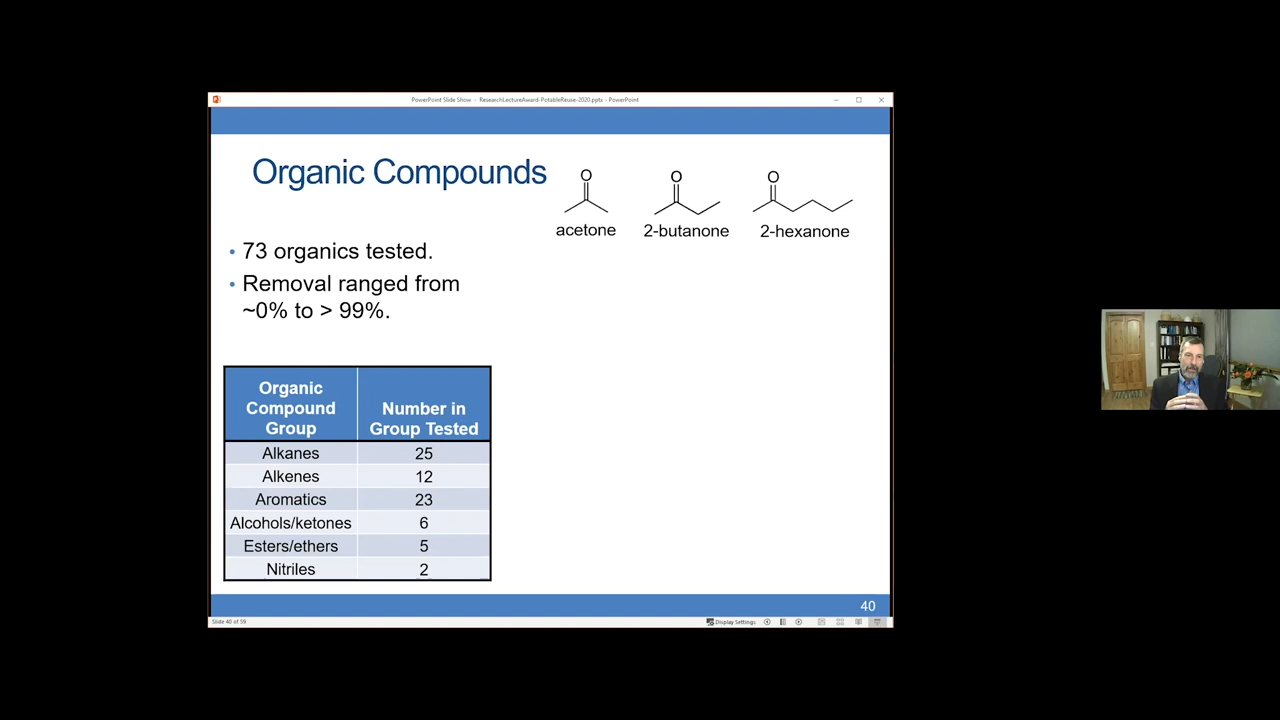 PowerPoint Slide Show - ResearchLectureAward-PotableReuse-2020.pptx - PowerPoint
Organic Compounds
O
O
O
acetone
2-butanone
2-hexanone
• 73 organics tested.
• Removal ranged from
~0% to > 99%.
Organic Compound Group
Number in Group Tested
Alkanes 25
Alkenes 12
Aromatics 23
Alcohols/ketones 6
Esters/ethers 5
Nitriles 2
40
Slide 40 of 59
Display Settings